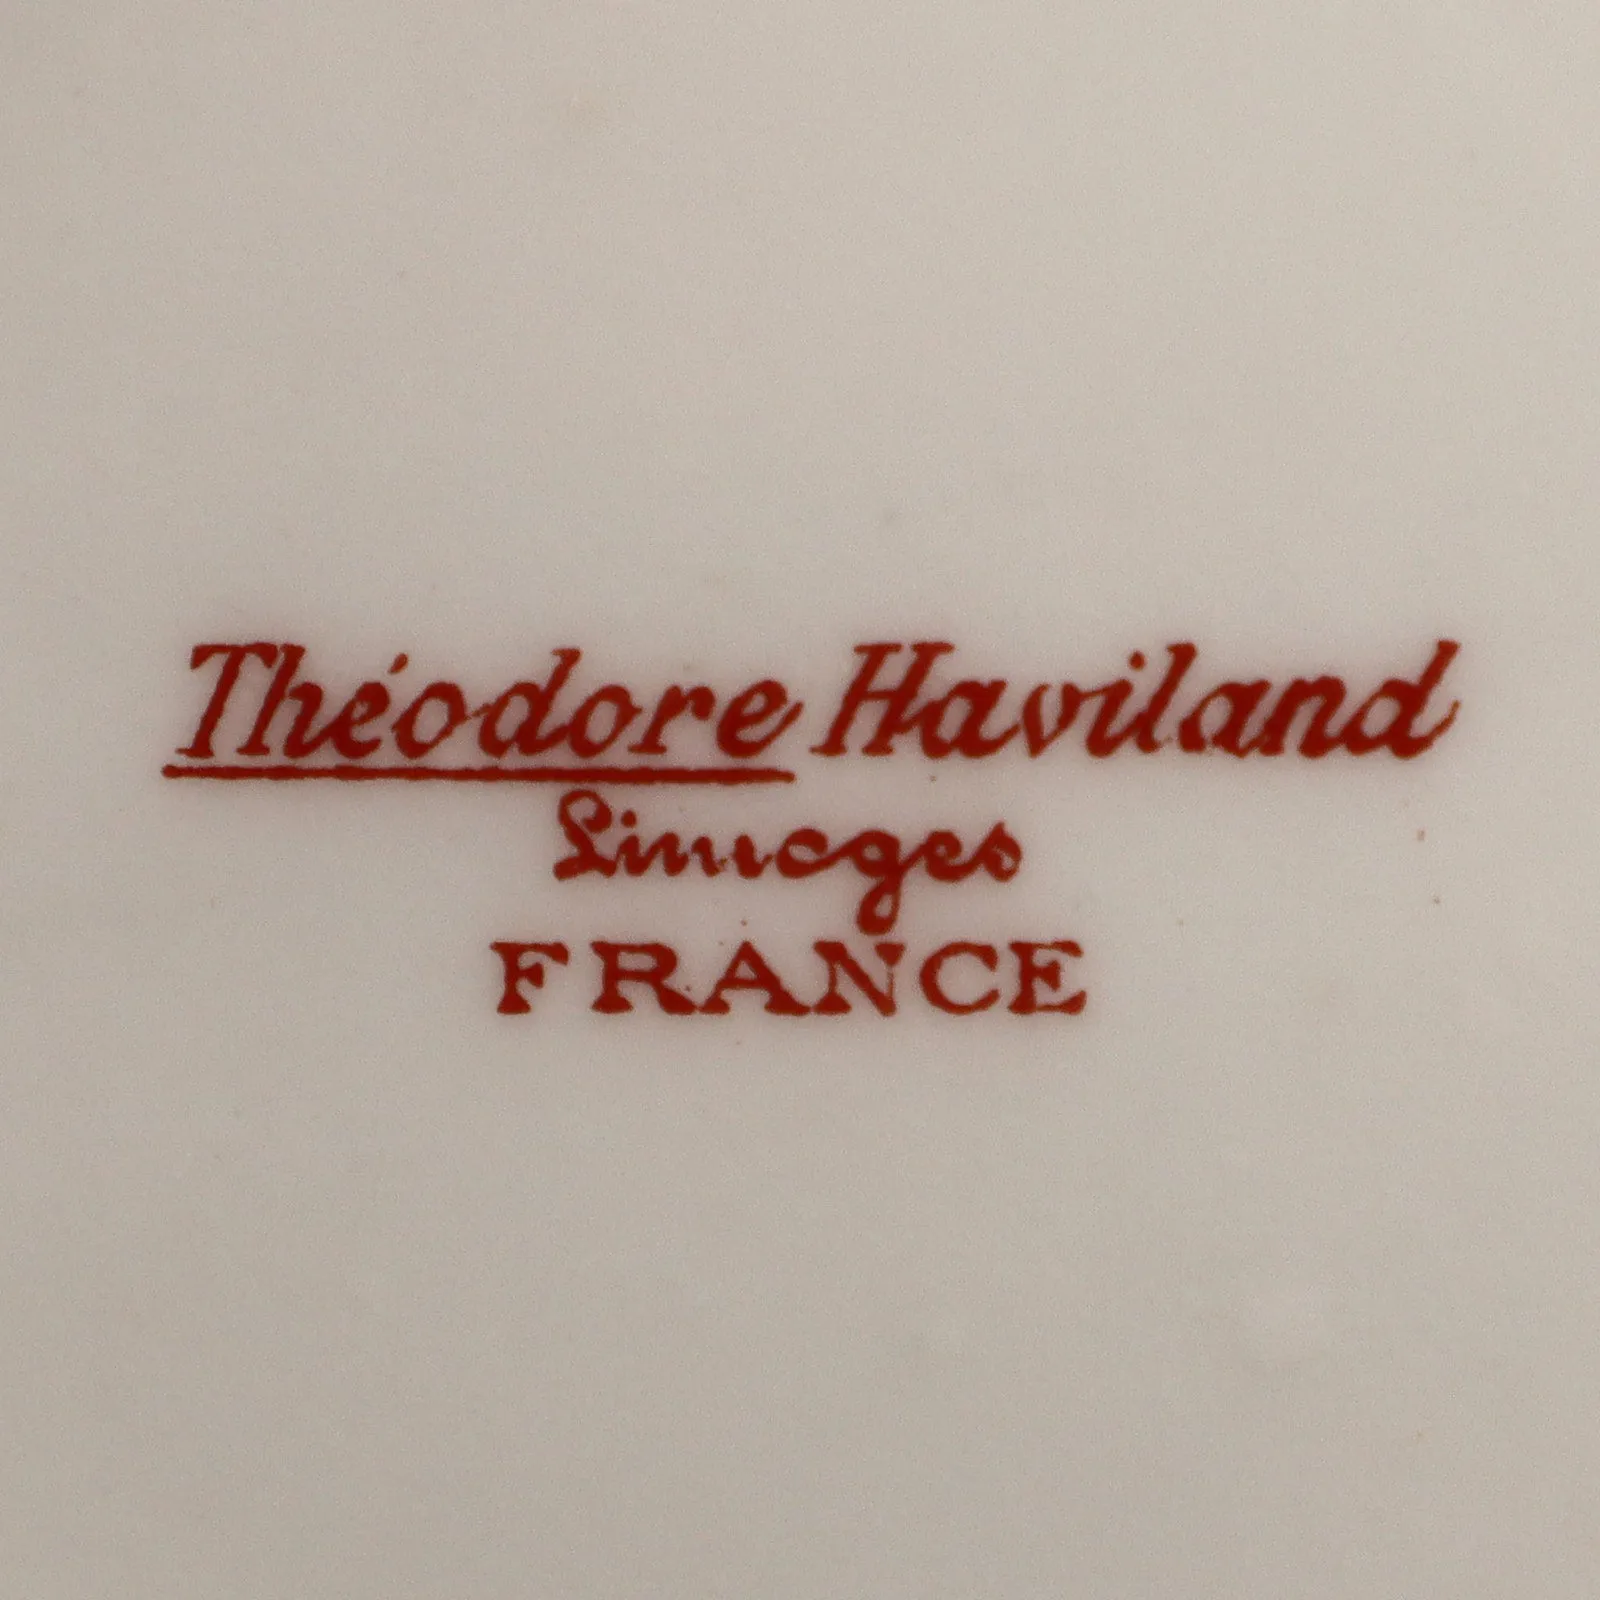 Théodore Haviland
Limoges
FRANCE